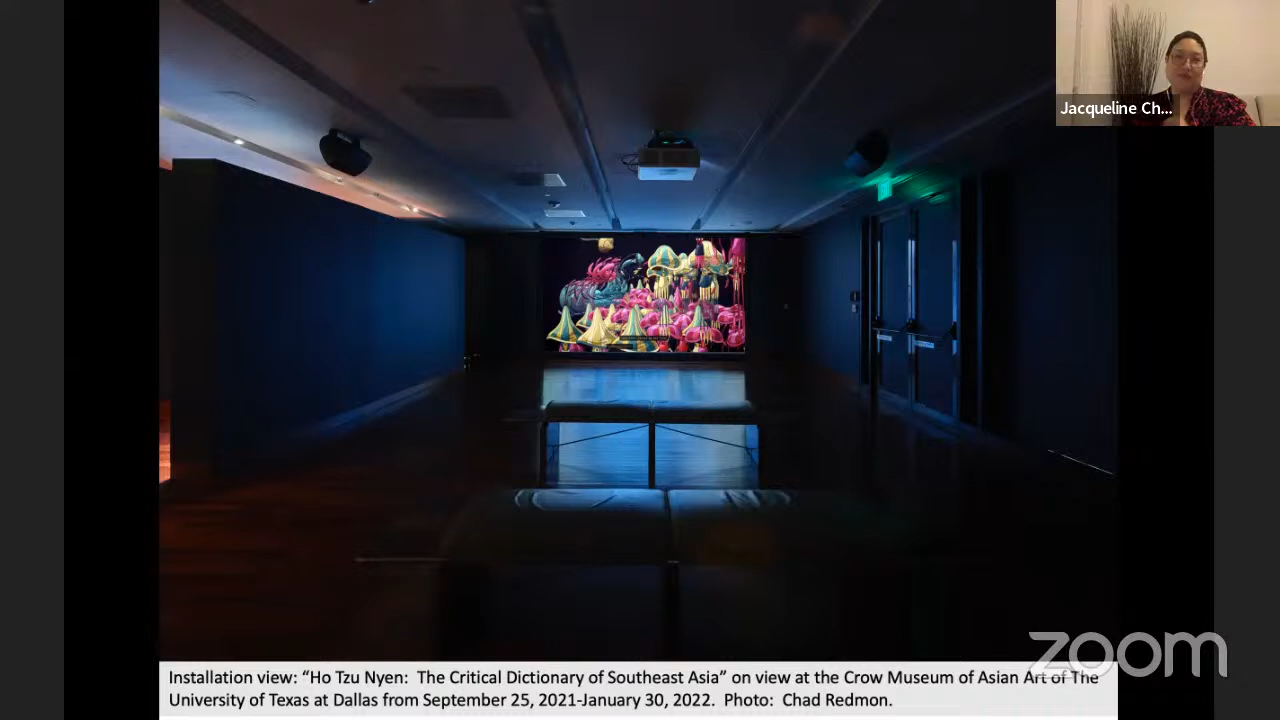 Jacqueline Ch...
zoom
Installation view: “Ho Tzu Nyen:  The Critical Dictionary of Southeast Asia” on view at the Crow Museum of Asian Art of The
University of Texas at Dallas from September 25, 2021-January 30, 2022.  Photo:  Chad Redmon.